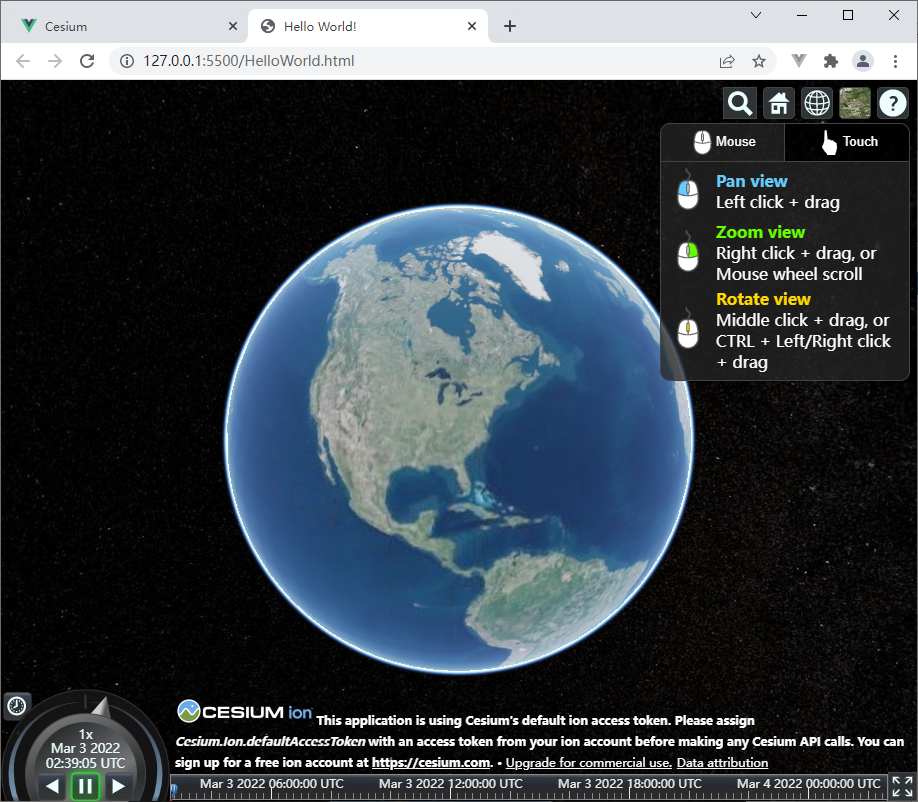 Cesium
Hello World!
127.0.0.1:5500/HelloWorld.html
?
Mouse
Touch
Pan view
Left click + drag
Zoom view
Right click + drag, or
Mouse wheel scroll
Rotate view
Middle click + drag, or
CTRL + Left/Right click
+ drag
CESIUM ion This application is using Cesium's default ion access token. Please assign
Cesium.Ion.defaultAccessToken with an access token from your ion account before making any Cesium API calls. You can
sign up for a free ion account at https://cesium.com. • Upgrade for commercial use. Data attribution
1x
Mar 3 2022
02:39:05 UTC
Mar 3 2022 06:00:00 UTC
Mar 3 2022 12:00:00 UTC
Mar 3 2022 18:00:00 UTC
Mar 4 2022 00:00:00 UTC